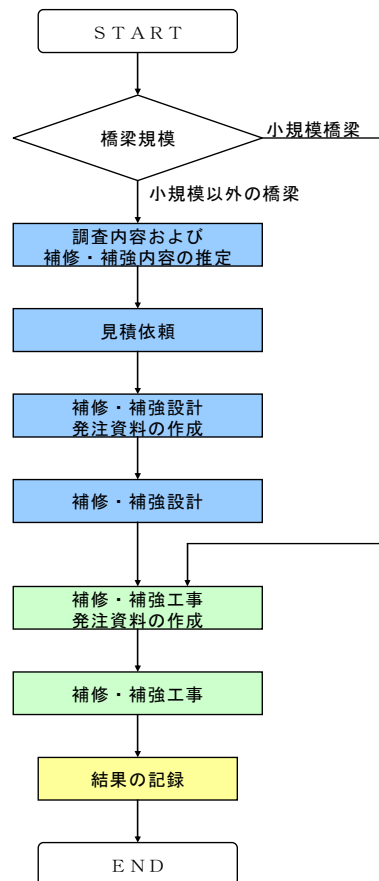 ＳＴＡＲＴ
橋梁規模
小規模橋梁
小規模以外の橋梁
調査内容および
補修・補強内容の推定
見積依頼
補修・補強設計
発注資料の作成
補修・補強設計
補修・補強工事
発注資料の作成
補修・補強工事
結果の記録
ＥＮＤ